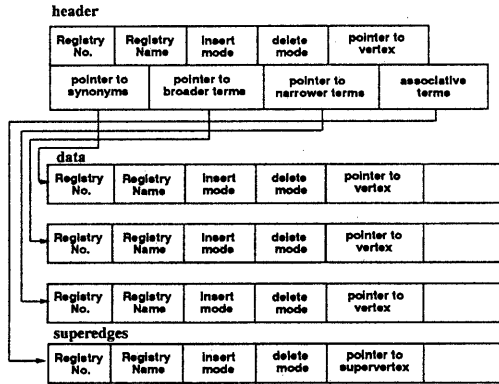 header
Registry No. Registry Name insert mode delete mode pointer to vertex
pointer to synonyms pointer to broader terms pointer to narrower terms associative terms
data
Registry No. Registry Name insert mode delete mode pointer to vertex
Registry No. Registry Name insert mode delete mode pointer to vertex
Registry No. Registry Name insert mode delete mode pointer to vertex
superedges
Registry No. Registry Name insert mode delete mode pointer to supervertex